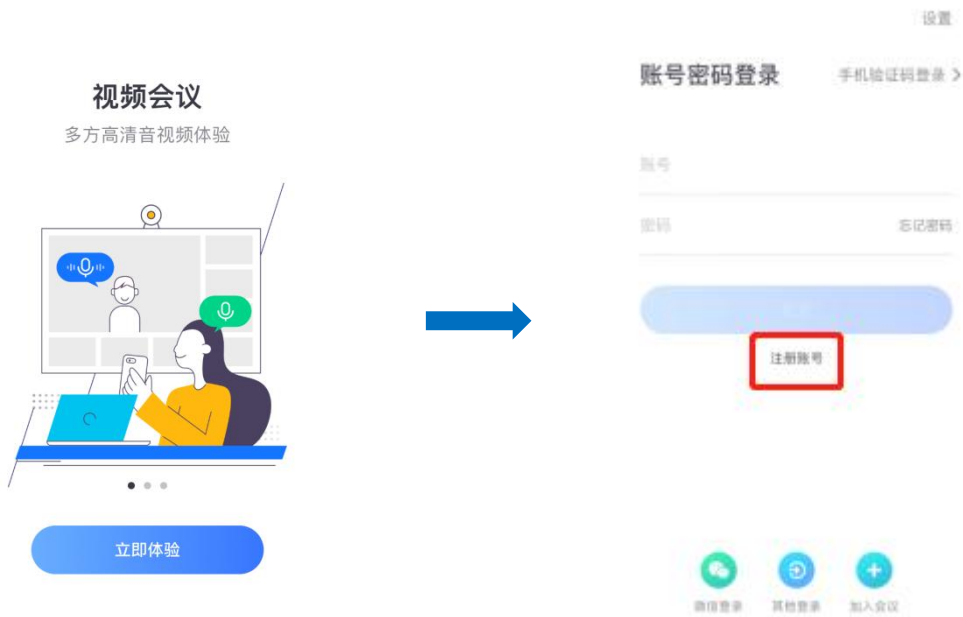 视频会议
多方高清音视频体验
立即体验
设置
账号密码登录
手机验证码登录 >
账号
密码
忘记密码
注册账号
微信登录
其他登录
加入会议